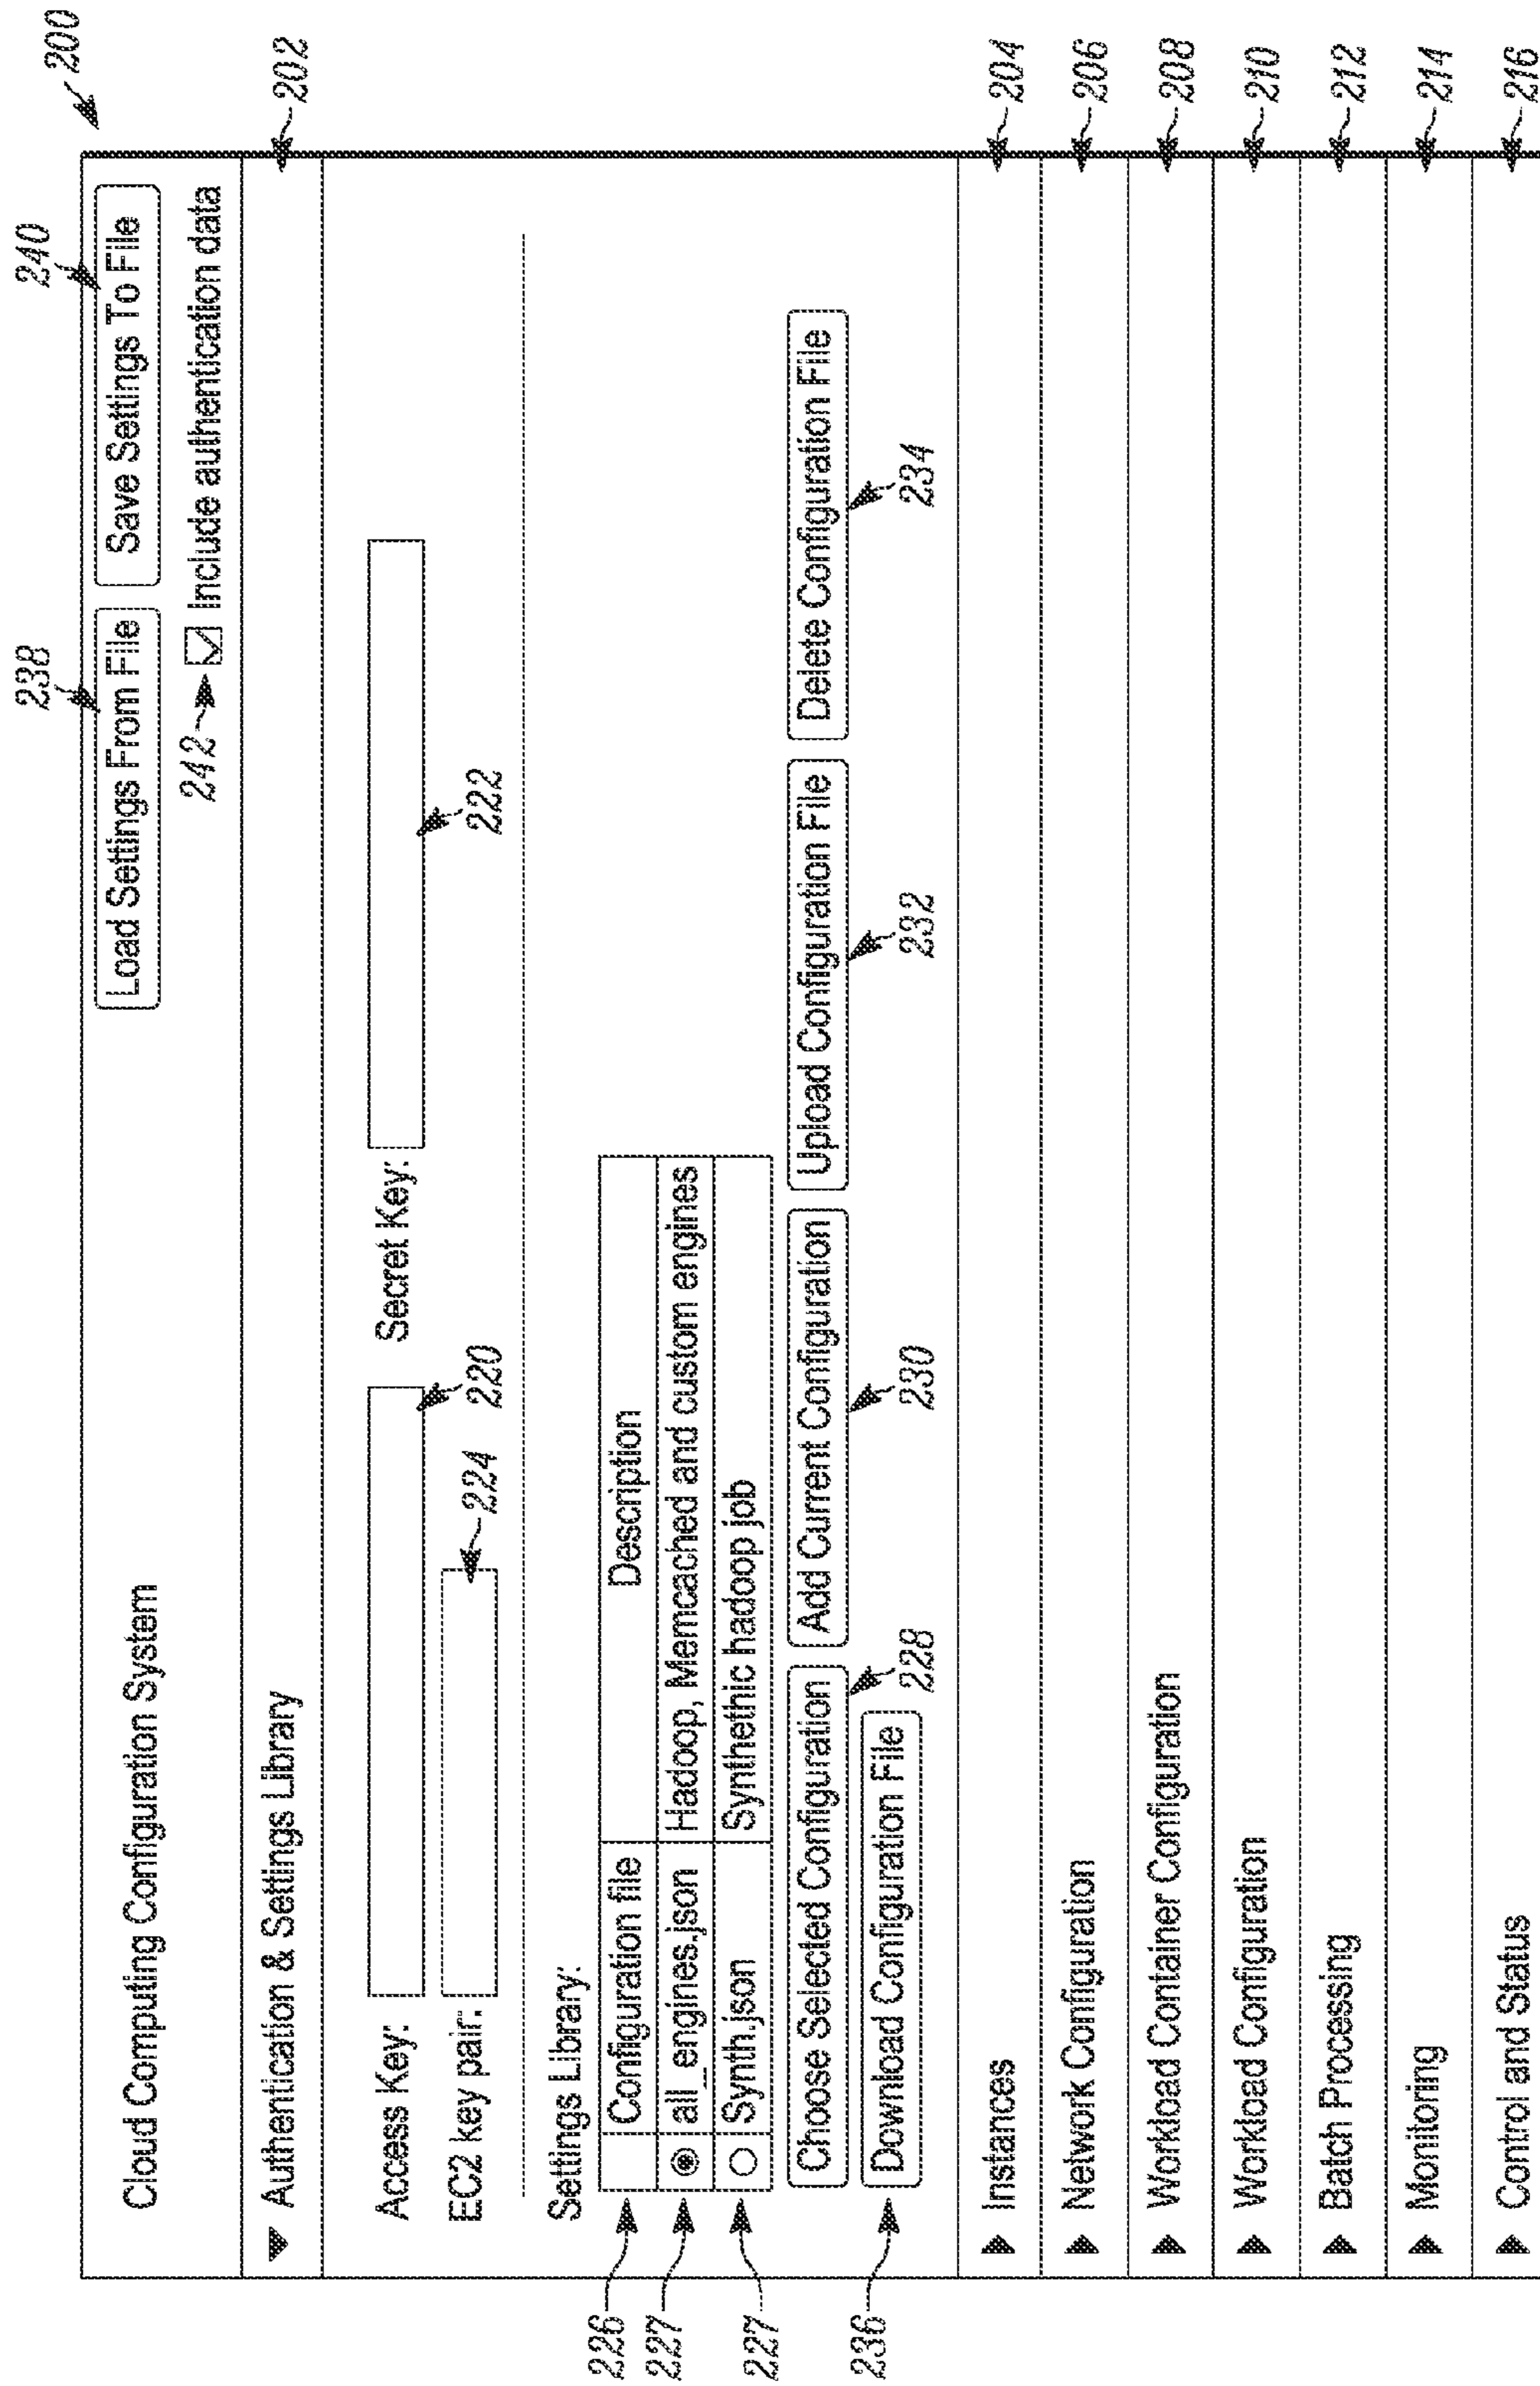 200
238
240
Cloud Computing Configuration System
Load Settings From File
Save Settings To File
242
Include authentication data
Authentication & Settings Library
202
Access Key:
220
Secret Key:
222
EC2 key pair:
224
Settings Library:
226
Configuration file
Description
227
all_engines.json
Hadoop, Memcached and custom engines
227
Synth.json
Synthethic hadoop job
Choose Selected Configuration
Add Current Configuration
Upload Configuration File
Delete Configuration File
228
230
232
234
236
Download Configuration File
Instances
204
Network Configuration
206
Workload Container Configuration
208
Workload Configuration
210
Batch Processing
212
Monitoring
214
Control and Status
216